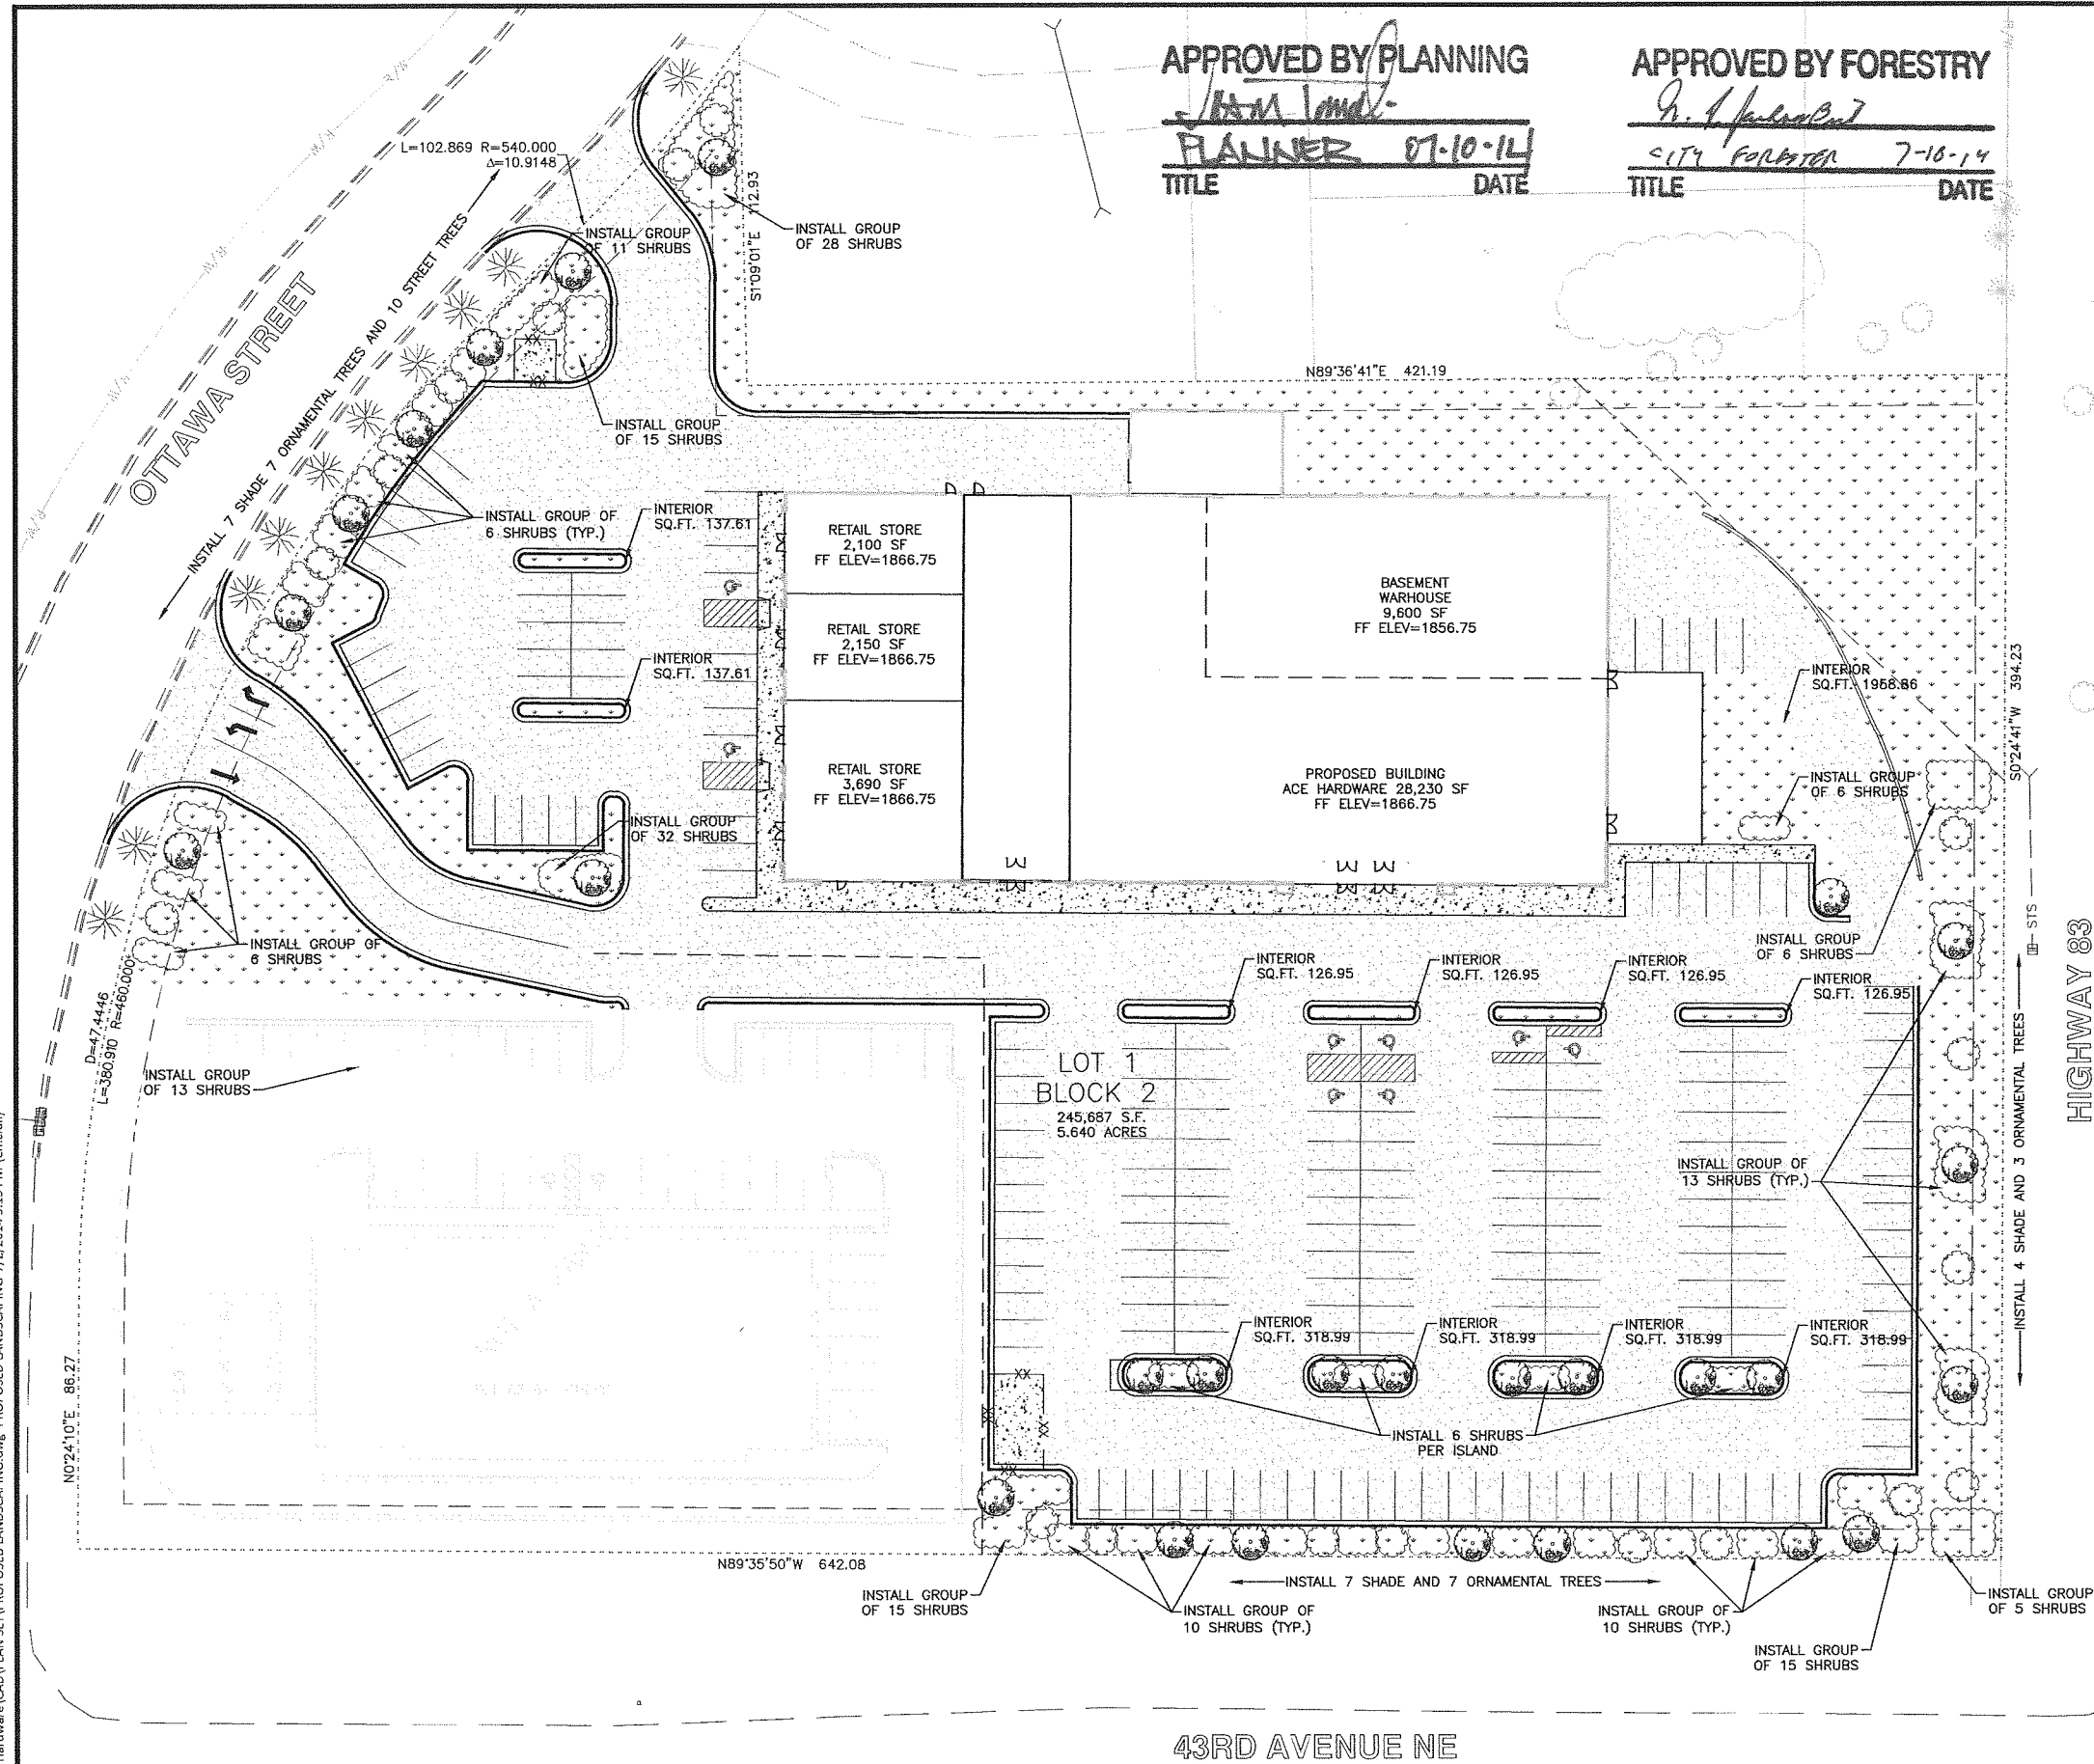 APPROVED BY PLANNING
PLANNER 07-10-14
TITLE DATE
APPROVED BY FORESTRY
CITY FORESTER 7-10-14
TITLE DATE
L=102.869 R=540.000
Δ=10.9148
INSTALL GROUP
OF 11 SHRUBS
INSTALL GROUP
OF 28 SHRUBS
S1°09'01"E 112.93
OTTAWA STREET
INSTALL 7 SHADE 7 ORNAMENTAL TREES AND 10 STREET TREES
N89°36'41"E 421.19
INSTALL GROUP
OF 15 SHRUBS
INSTALL GROUP OF
6 SHRUBS (TYP.)
INTERIOR
SQ.FT. 137.61
RETAIL STORE
2,100 SF
FF ELEV=1866.75
BASEMENT
WARHOUSE
9,600 SF
FF ELEV=1856.75
RETAIL STORE
2,150 SF
FF ELEV=1866.75
INTERIOR
SQ.FT. 137.61
INTERIOR
SQ.FT. 1958.86
S0°24'41"W 394.23
RETAIL STORE
3,690 SF
FF ELEV=1866.75
PROPOSED BUILDING
ACE HARDWARE 28,230 SF
FF ELEV=1866.75
INSTALL GROUP
OF 6 SHRUBS
INSTALL GROUP
OF 32 SHRUBS
INSTALL GROUP OF
6 SHRUBS
INSTALL GROUP
OF 6 SHRUBS
STS
HIGHWAY 83
INTERIOR
SQ.FT. 126.95
INTERIOR
SQ.FT. 126.95
INTERIOR
SQ.FT. 126.95
INTERIOR
SQ.FT. 126.95
D=47.4446
L=380.910 R=460.000
INSTALL GROUP
OF 13 SHRUBS
LOT 1
BLOCK 2
245,687 S.F.
5.640 ACRES
INSTALL GROUP OF
13 SHRUBS (TYP.)
INSTALL 4 SHADE AND 3 ORNAMENTAL TREES
INTERIOR
SQ.FT. 318.99
INTERIOR
SQ.FT. 318.99
INTERIOR
SQ.FT. 318.99
INTERIOR
SQ.FT. 318.99
INSTALL 6 SHRUBS
PER ISLAND
N0°24'10"E 86.27
N89°35'50"W 642.08
INSTALL GROUP
OF 15 SHRUBS
INSTALL 7 SHADE AND 7 ORNAMENTAL TREES
INSTALL GROUP OF
10 SHRUBS (TYP.)
INSTALL GROUP OF
10 SHRUBS (TYP.)
INSTALL GROUP
OF 5 SHRUBS
INSTALL GROUP
OF 15 SHRUBS
43RD AVENUE NE